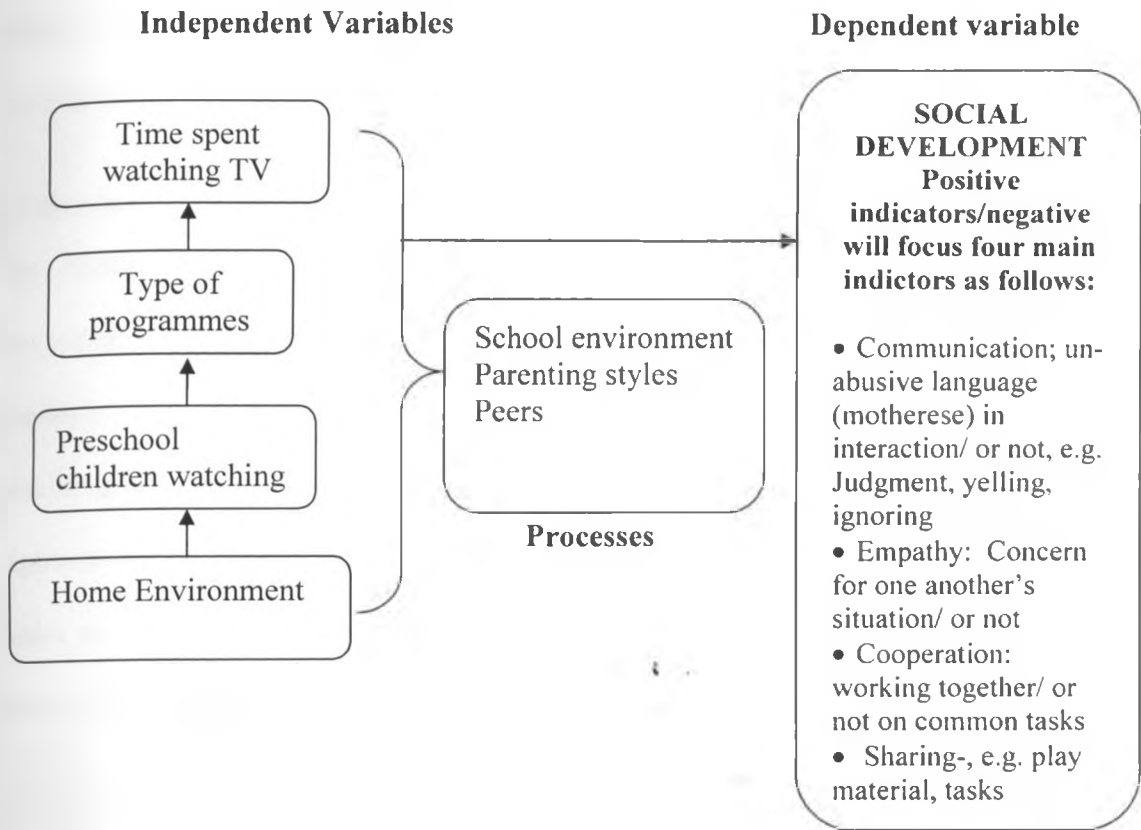 Independent Variables
Dependent variable
Time spent
watching TV
Type of
programmes
Preschool
children watching
Home Environment
School environment
Parenting styles
Peers
Processes
SOCIAL
DEVELOPMENT
Positive
indicators/negative
will focus four main
indictors as follows:
• Communication; un-
abusive language
(motherese) in
interaction/ or not, e.g.
Judgment, yelling,
ignoring
• Empathy: Concern
for one another's
situation/ or not
• Cooperation:
working together/ or
not on common tasks
• Sharing-, e.g. play
material, tasks